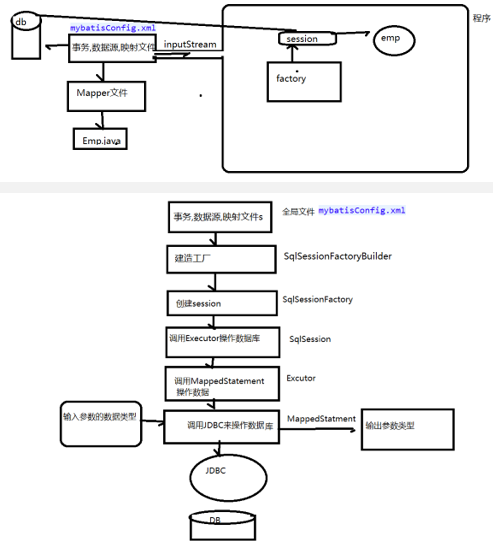 db
mybatisConfig.xml
事务,数据源,映射文件
inputStream
session
emp
程序
factory
Mapper文件
Emp.java
事务,数据源,映射文件s
全局文件 mybatisConfig.xml
建造工厂
SqlSessionFactoryBuilder
创建session
SqlSessionFactory
调用Executor操作数据库
SqlSession
调用MappedStatement
操作数据
Excutor
输入参数的数据类型
调用JDBC来操作数据库
MappedStatment
输出参数类型
JDBC
DB